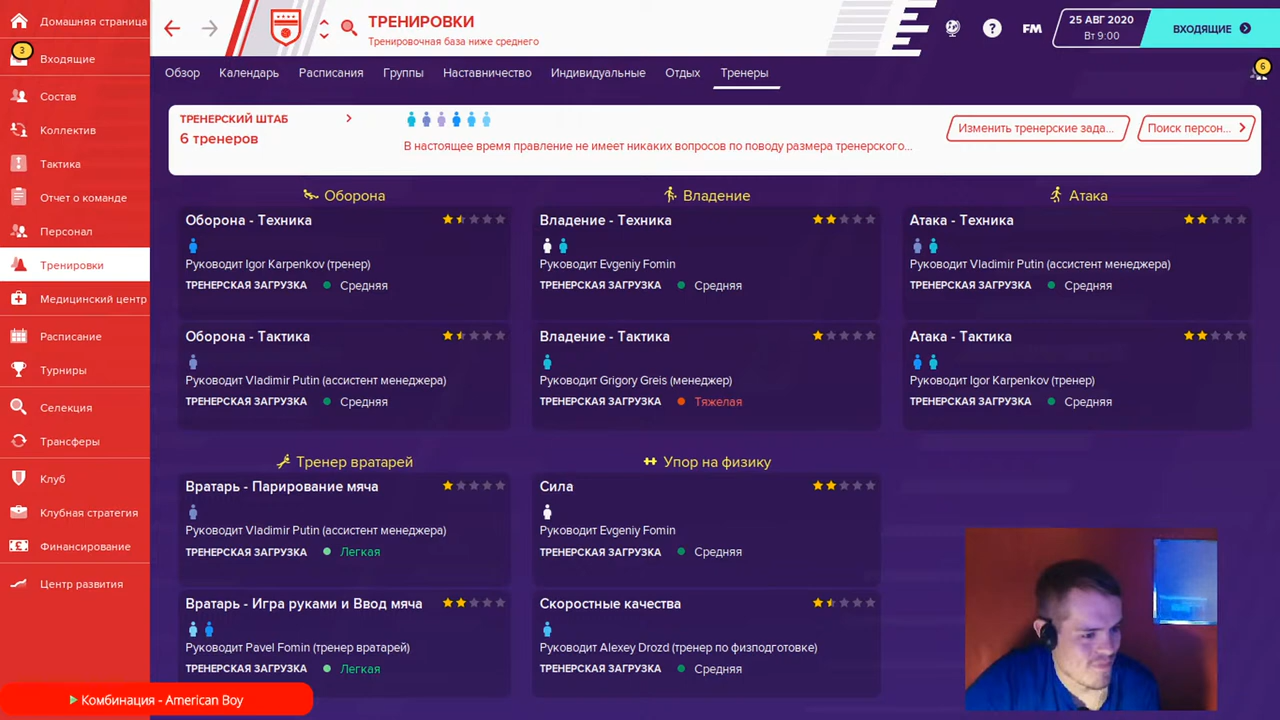 Домашняя страница
3
Входящие
Состав
Коллектив
Тактика
Отчет о команде
Персонал
Тренировки
Медицинский центр
Расписание
Турниры
Селекция
Трансферы
Клуб
Клубная стратегия
Финансирование
Центр развития
ТРЕНИРОВКИ
Тренировочная база ниже среднего
?
FM
25 АВГ 2020
Вт 9:00
ВХОДЯЩИЕ
Обзор Календарь Расписания Группы Наставничество Индивидуальные Отдых Тренеры
6
ТРЕНЕРСКИЙ ШТАБ
6 тренеров
В настоящее время правление не имеет никаких вопросов по поводу размера тренерского...
Изменить тренерские зада...
Поиск персон...
Оборона
Оборона - Техника
Руководит Igor Karpenkov (тренер)
ТРЕНЕРСКАЯ ЗАГРУЗКА Средняя
Оборона - Тактика
Руководит Vladimir Putin (ассистент менеджера)
ТРЕНЕРСКАЯ ЗАГРУЗКА Средняя
Владение
Владение - Техника
Руководит Evgeniy Fomin
ТРЕНЕРСКАЯ ЗАГРУЗКА Средняя
Владение - Тактика
Руководит Grigory Greis (менеджер)
ТРЕНЕРСКАЯ ЗАГРУЗКА Тяжелая
Атака
Атака - Техника
Руководит Vladimir Putin (ассистент менеджера)
ТРЕНЕРСКАЯ ЗАГРУЗКА Средняя
Атака - Тактика
Руководит Igor Karpenkov (тренер)
ТРЕНЕРСКАЯ ЗАГРУЗКА Средняя
Тренер вратарей
Вратарь - Парирование мяча
Руководит Vladimir Putin (ассистент менеджера)
ТРЕНЕРСКАЯ ЗАГРУЗКА Легкая
Вратарь - Игра руками и Ввод мяча
Руководит Pavel Fomin (тренер вратарей)
ТРЕНЕРСКАЯ ЗАГРУЗКА Легкая
Упор на физику
Сила
Руководит Evgeniy Fomin
ТРЕНЕРСКАЯ ЗАГРУЗКА Средняя
Скоростные качества
Руководит Alexey Drozd (тренер по физподготовке)
ТРЕНЕРСКАЯ ЗАГРУЗКА Средняя
Комбинация - American Boy